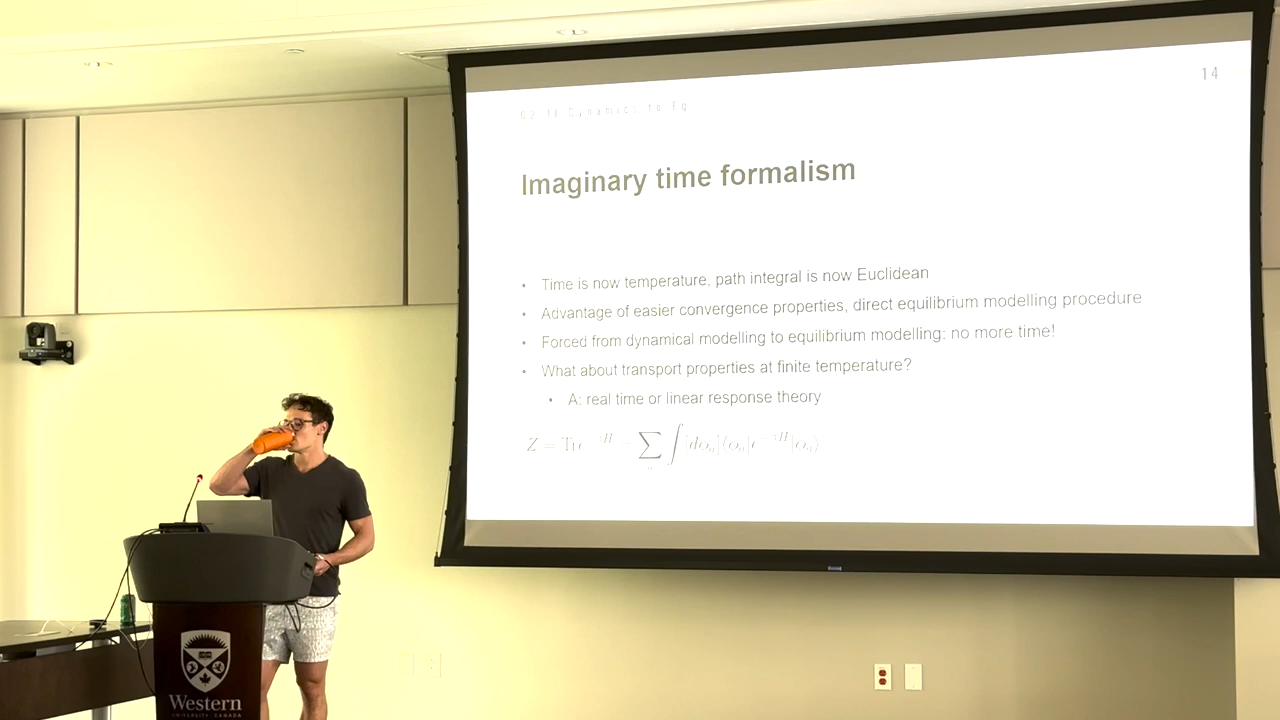 14
Imaginary time formalism
• Time is now temperature, path integral is now Euclidean
• Advantage of easier convergence properties, direct equilibrium modelling procedure
• Forced from dynamical modelling to equilibrium modelling: no more time!
• What about transport properties at finite temperature?
• A: real time or linear response theory
Western
UNIVERSITY · CANADA